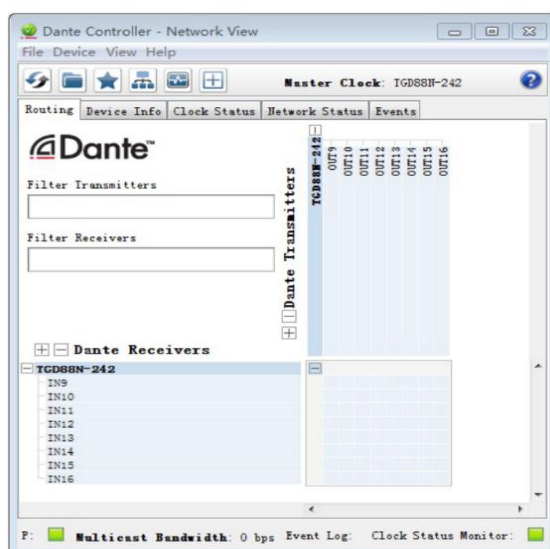 Dante Controller - Network View
File Device View Help
Master Clock: TGD88N-242
Routing Device Info Clock Status Network Status Events
Dante™
Filter Transmitters
Filter Receivers
Dante Transmitters
TGD88N-242
OUT9
OUT10
OUT11
OUT12
OUT13
OUT14
OUT15
OUT16
Dante Receivers
TGD88N-242
IN9
IN10
IN11
IN12
IN13
IN14
IN15
IN16
P: Multicast Bandwidth: 0 bps Event Log: Clock Status Monitor: